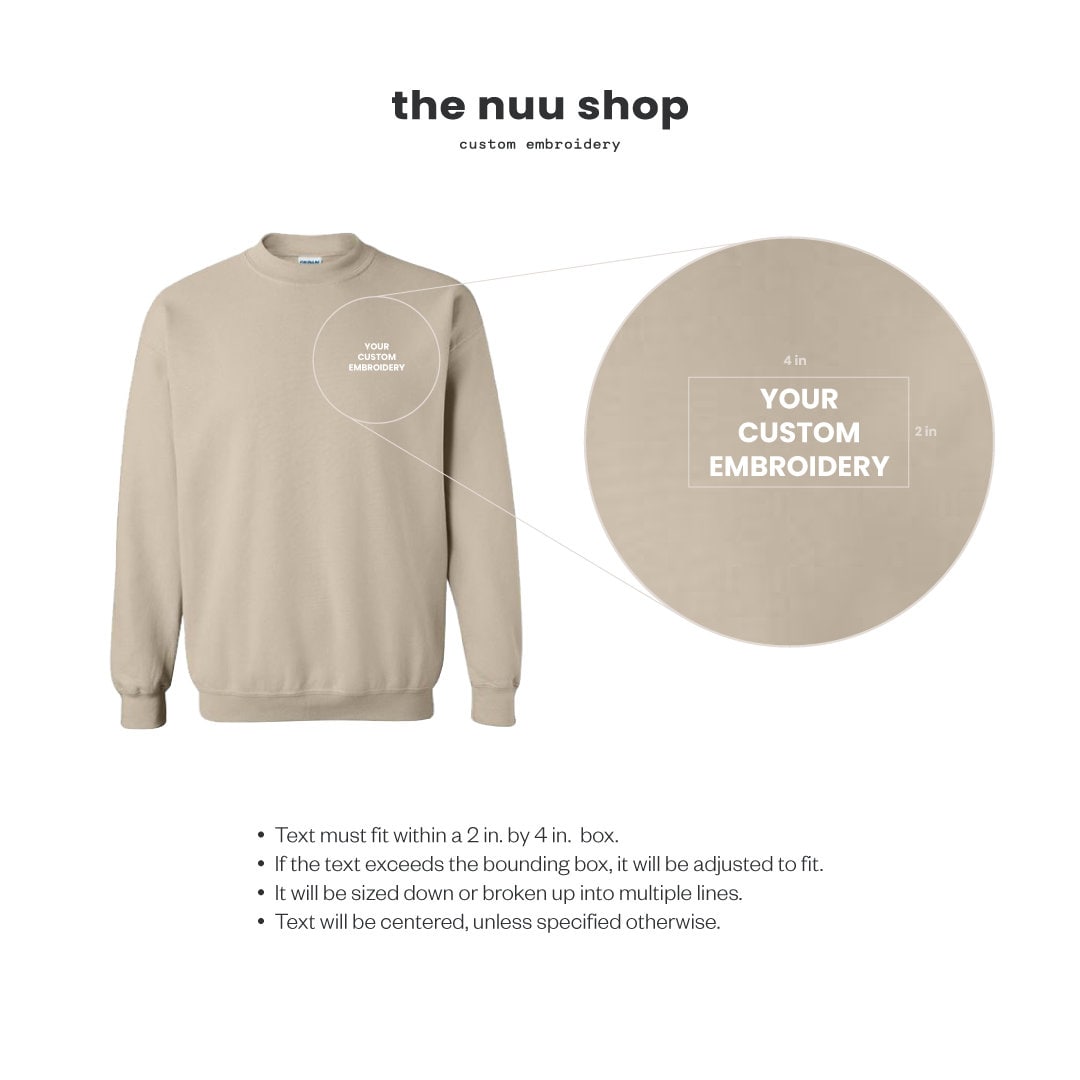 the nuu shop
custom embroidery
YOUR
CUSTOM
EMBROIDERY
4 in
YOUR
CUSTOM
EMBROIDERY
2 in
• Text must fit within a 2 in. by 4 in.  box.
• If the text exceeds the bounding box, it will be adjusted to fit.
• It will be sized down or broken up into multiple lines.
• Text will be centered, unless specified otherwise.